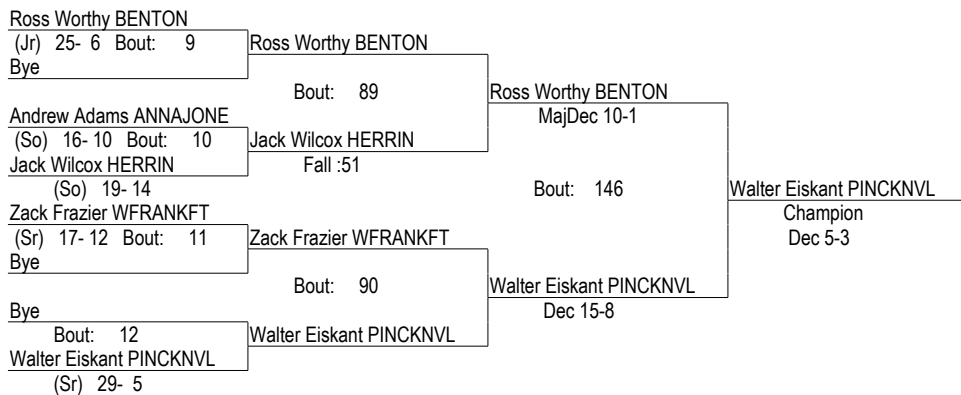 Ross Worthy BENTON
(Jr) 25- 6 Bout: 9
Ross Worthy BENTON
Bye
Bout: 89
Ross Worthy BENTON
Andrew Adams ANNAJONE
MajDec 10-1
(So) 16- 10 Bout: 10
Jack Wilcox HERRIN
Jack Wilcox HERRIN
Fall :51
(So) 19- 14
Bout: 146
Walter Eiskant PINCKNVL
Zack Frazier WFRANKFT
Champion
(Sr) 17- 12 Bout: 11
Zack Frazier WFRANKFT
Dec 5-3
Bye
Bout: 90
Walter Eiskant PINCKNVL
Bye
Dec 15-8
Bout: 12
Walter Eiskant PINCKNVL
Walter Eiskant PINCKNVL
(Sr) 29- 5